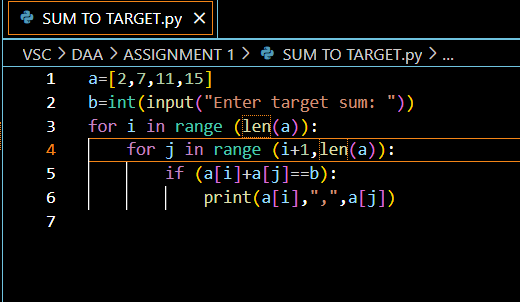 SUM TO TARGET.py ×
VSC > DAA > ASSIGNMENT 1 > SUM TO TARGET.py > ...
1 a=[2,7,11,15]
2 b=int(input("Enter target sum: "))
3 for i in range (len(a)):
4     for j in range (i+1,len(a)):
5         if (a[i]+a[j]==b):
6             print(a[i],",",a[j])
7